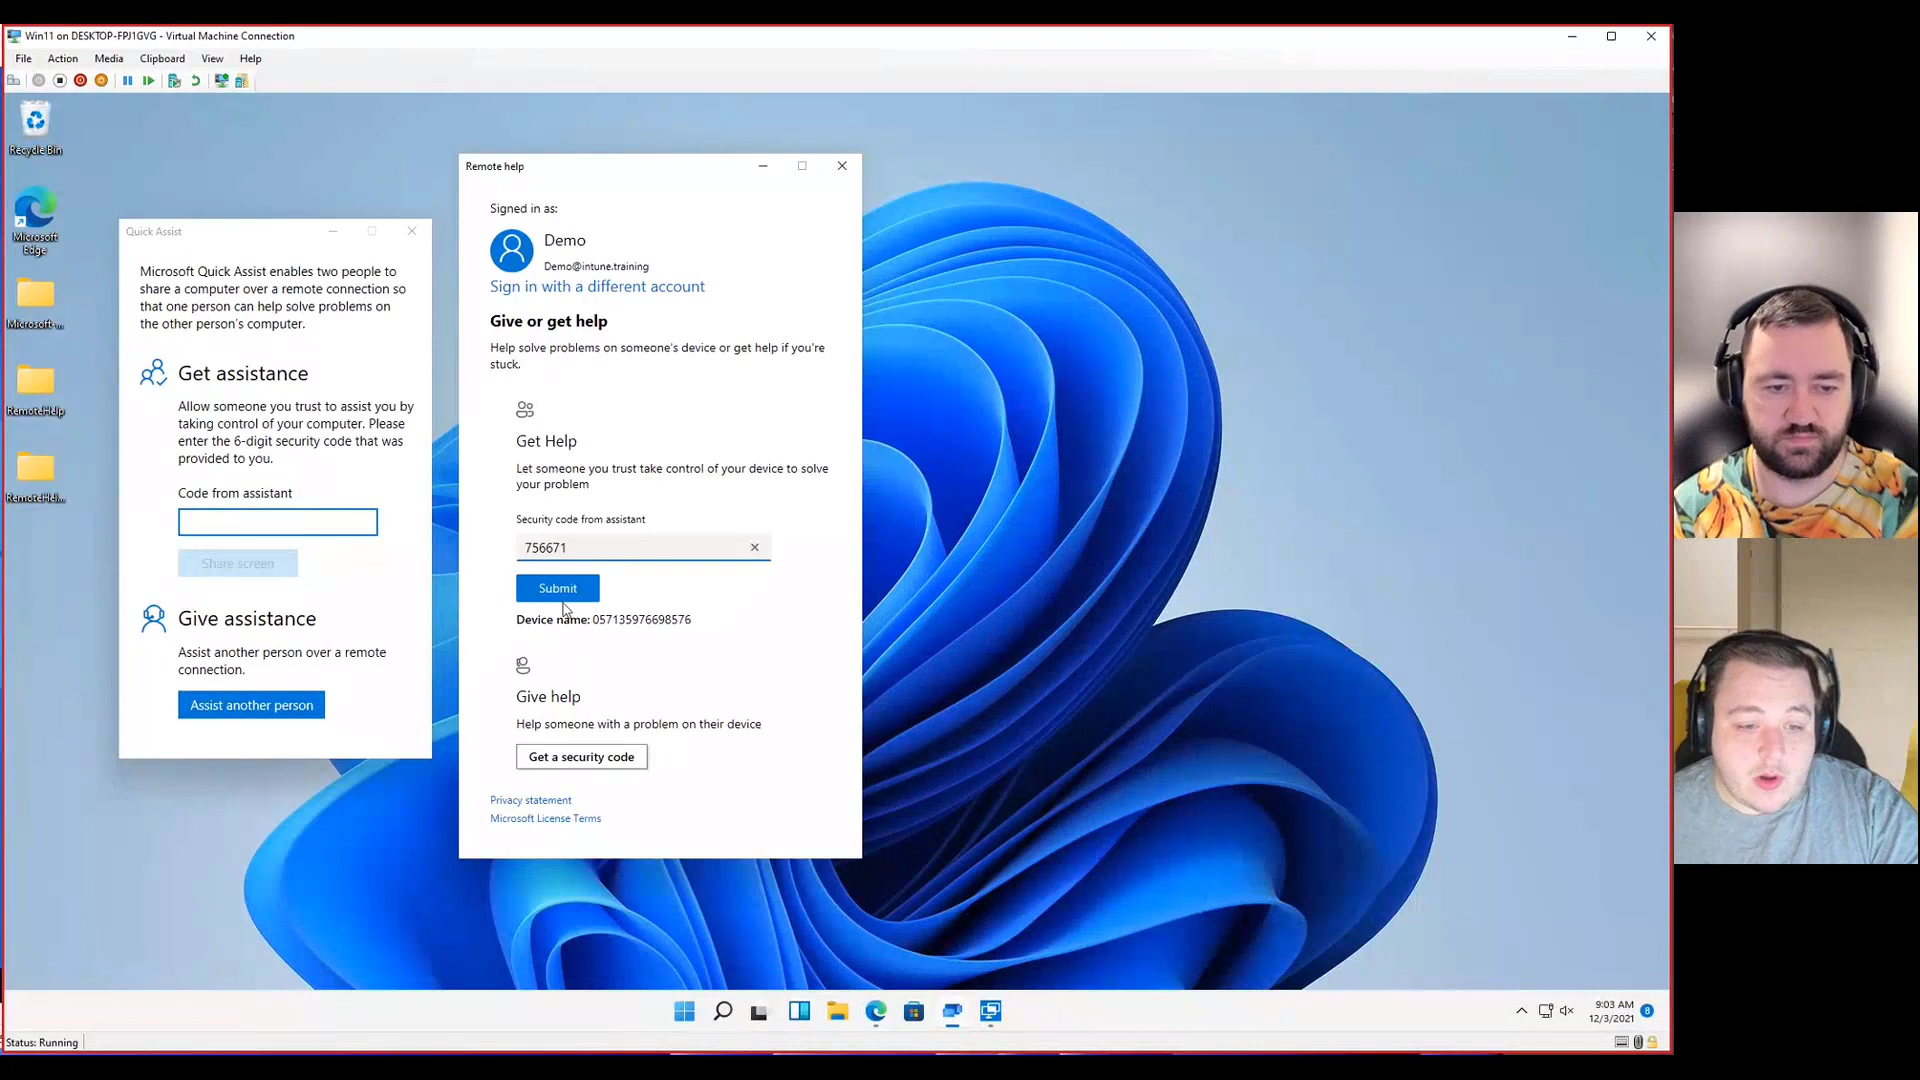 Win11 on DESKTOP-FPJ1GVG - Virtual Machine Connection
File Action Media Clipboard View Help
Recycle Bin
Microsoft
Edge
Microsoft-...
RemoteHelp
RemoteHel...
Quick Assist
Microsoft Quick Assist enables two people to
share a computer over a remote connection so
that one person can help solve problems on
the other person's computer.
Get assistance
Allow someone you trust to assist you by
taking control of your computer. Please
enter the 6-digit security code that was
provided to you.
Code from assistant
Share screen
Give assistance
Assist another person over a remote
connection.
Assist another person
Remote help
Signed in as:
Demo
Demo@intune.training
Sign in with a different account
Give or get help
Help solve problems on someone's device or get help if you're
stuck.
Get Help
Let someone you trust take control of your device to solve
your problem
Security code from assistant
756671
Submit
Device name: 057135976698576
Give help
Help someone with a problem on their device
Get a security code
Privacy statement
Microsoft License Terms
9:03 AM
12/3/2021
8
Status: Running